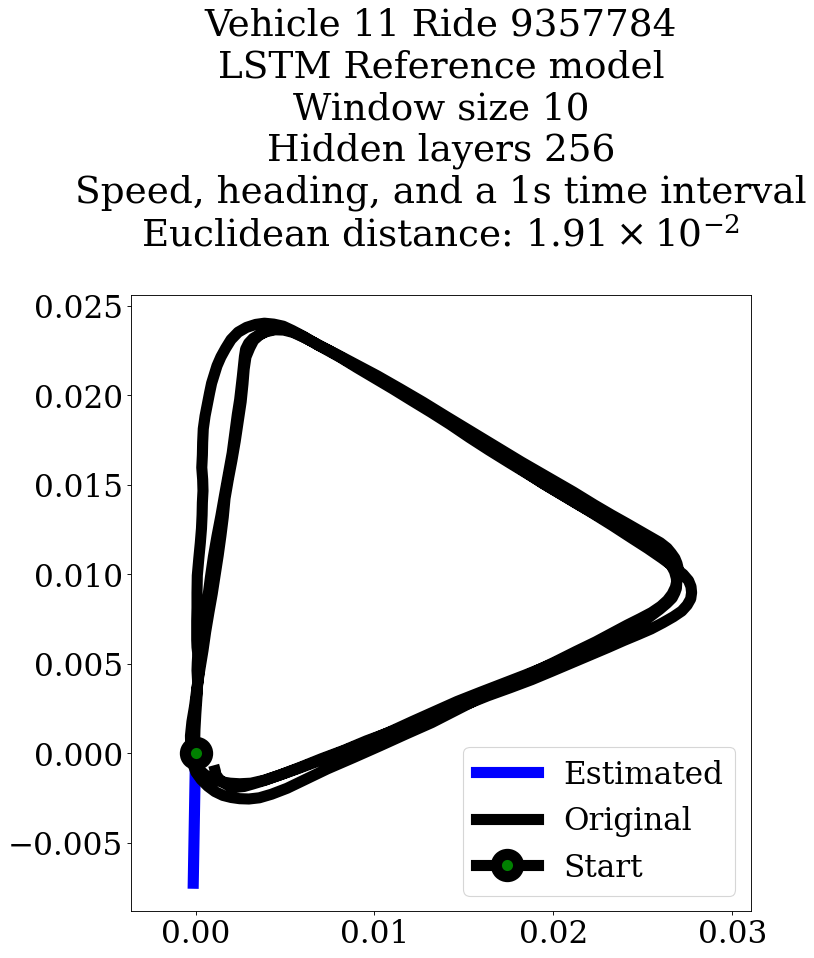 Vehicle 11 Ride 9357784
LSTM Reference model
Window size 10
Hidden layers 256
Speed, heading, and a 1s time interval
Euclidean distance: 1.91 × 10⁻²
0.025
0.020
0.015
0.010
0.005
0.000
−0.005
Estimated
Original
Start
0.00 0.01 0.02 0.03